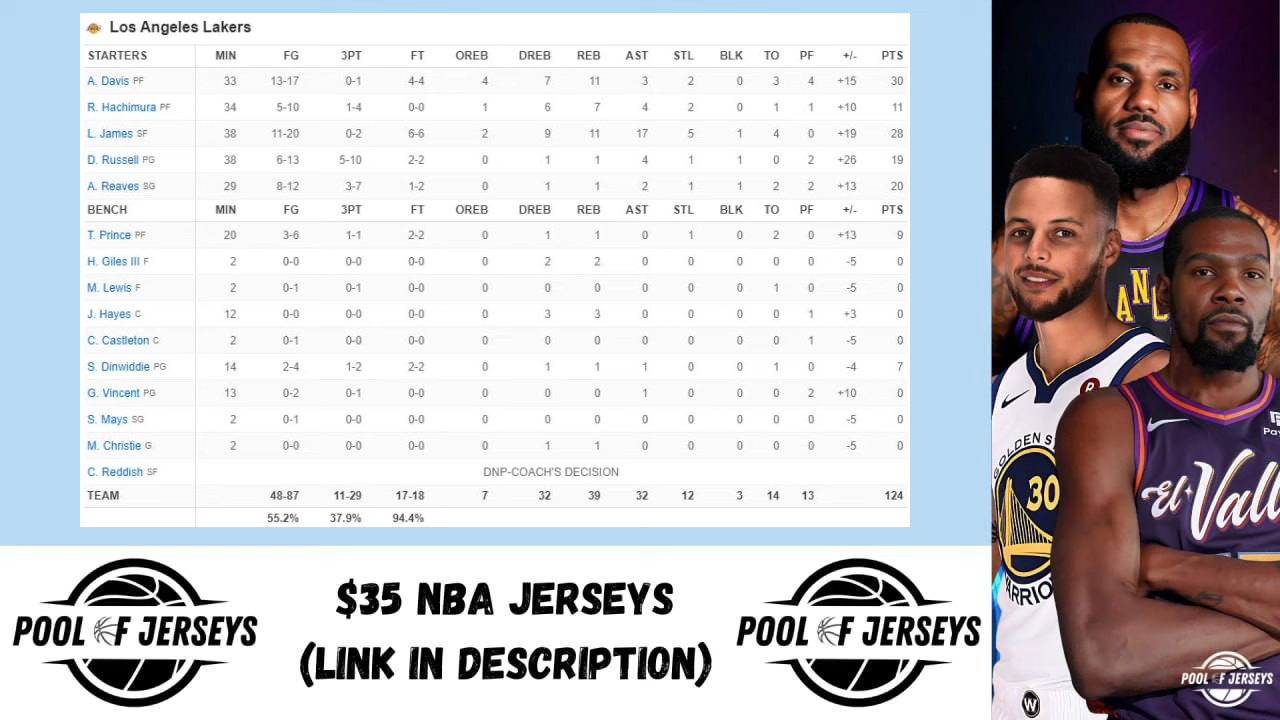 Los Angeles Lakers
STARTERS MIN FG 3PT FT OREB DREB REB AST STL BLK TO PF +/- PTS
A. Davis PF 33 13-17 0-1 4-4 4 7 11 3 2 0 3 4 +15 30
R. Hachimura PF 34 5-10 1-4 0-0 1 6 7 4 2 0 1 1 +10 11
L. James SF 38 11-20 0-2 6-6 2 9 11 17 5 1 4 0 +19 28
D. Russell PG 38 6-13 5-10 2-2 0 1 1 4 1 1 0 2 +26 19
A. Reaves SG 29 8-12 3-7 1-2 0 1 1 2 1 1 2 2 +13 20
BENCH MIN FG 3PT FT OREB DREB REB AST STL BLK TO PF +/- PTS
T. Prince PF 20 3-6 1-1 2-2 0 1 1 0 1 0 2 0 +13 9
H. Giles III F 2 0-0 0-0 0-0 0 2 2 0 0 0 0 0 -5 0
M. Lewis F 2 0-1 0-1 0-0 0 0 0 0 0 0 1 0 -5 0
J. Hayes C 12 0-0 0-0 0-0 0 3 3 0 0 0 0 1 +3 0
C. Castleton C 2 0-1 0-0 0-0 0 0 0 0 0 0 0 1 -5 0
S. Dinwiddie PG 14 2-4 1-2 2-2 0 1 1 1 0 0 1 0 -4 7
G. Vincent PG 13 0-2 0-1 0-0 0 0 0 1 0 0 0 2 +10 0
S. Mays SG 2 0-1 0-0 0-0 0 0 0 0 0 0 0 0 -5 0
M. Christie G 2 0-0 0-0 0-0 0 1 1 0 0 0 0 0 -5 0
C. Reddish SF DNP-COACH'S DECISION
TEAM 48-87 11-29 17-18 7 32 39 32 12 3 14 13 124
55.2% 37.9% 94.4%
POOL OF JERSEYS
$35 NBA JERSEYS
(LINK IN DESCRIPTION)
POOL OF JERSEYS
GOLDEN S
30
ARRIO
W
El Vall
POOL OF JERSEYS